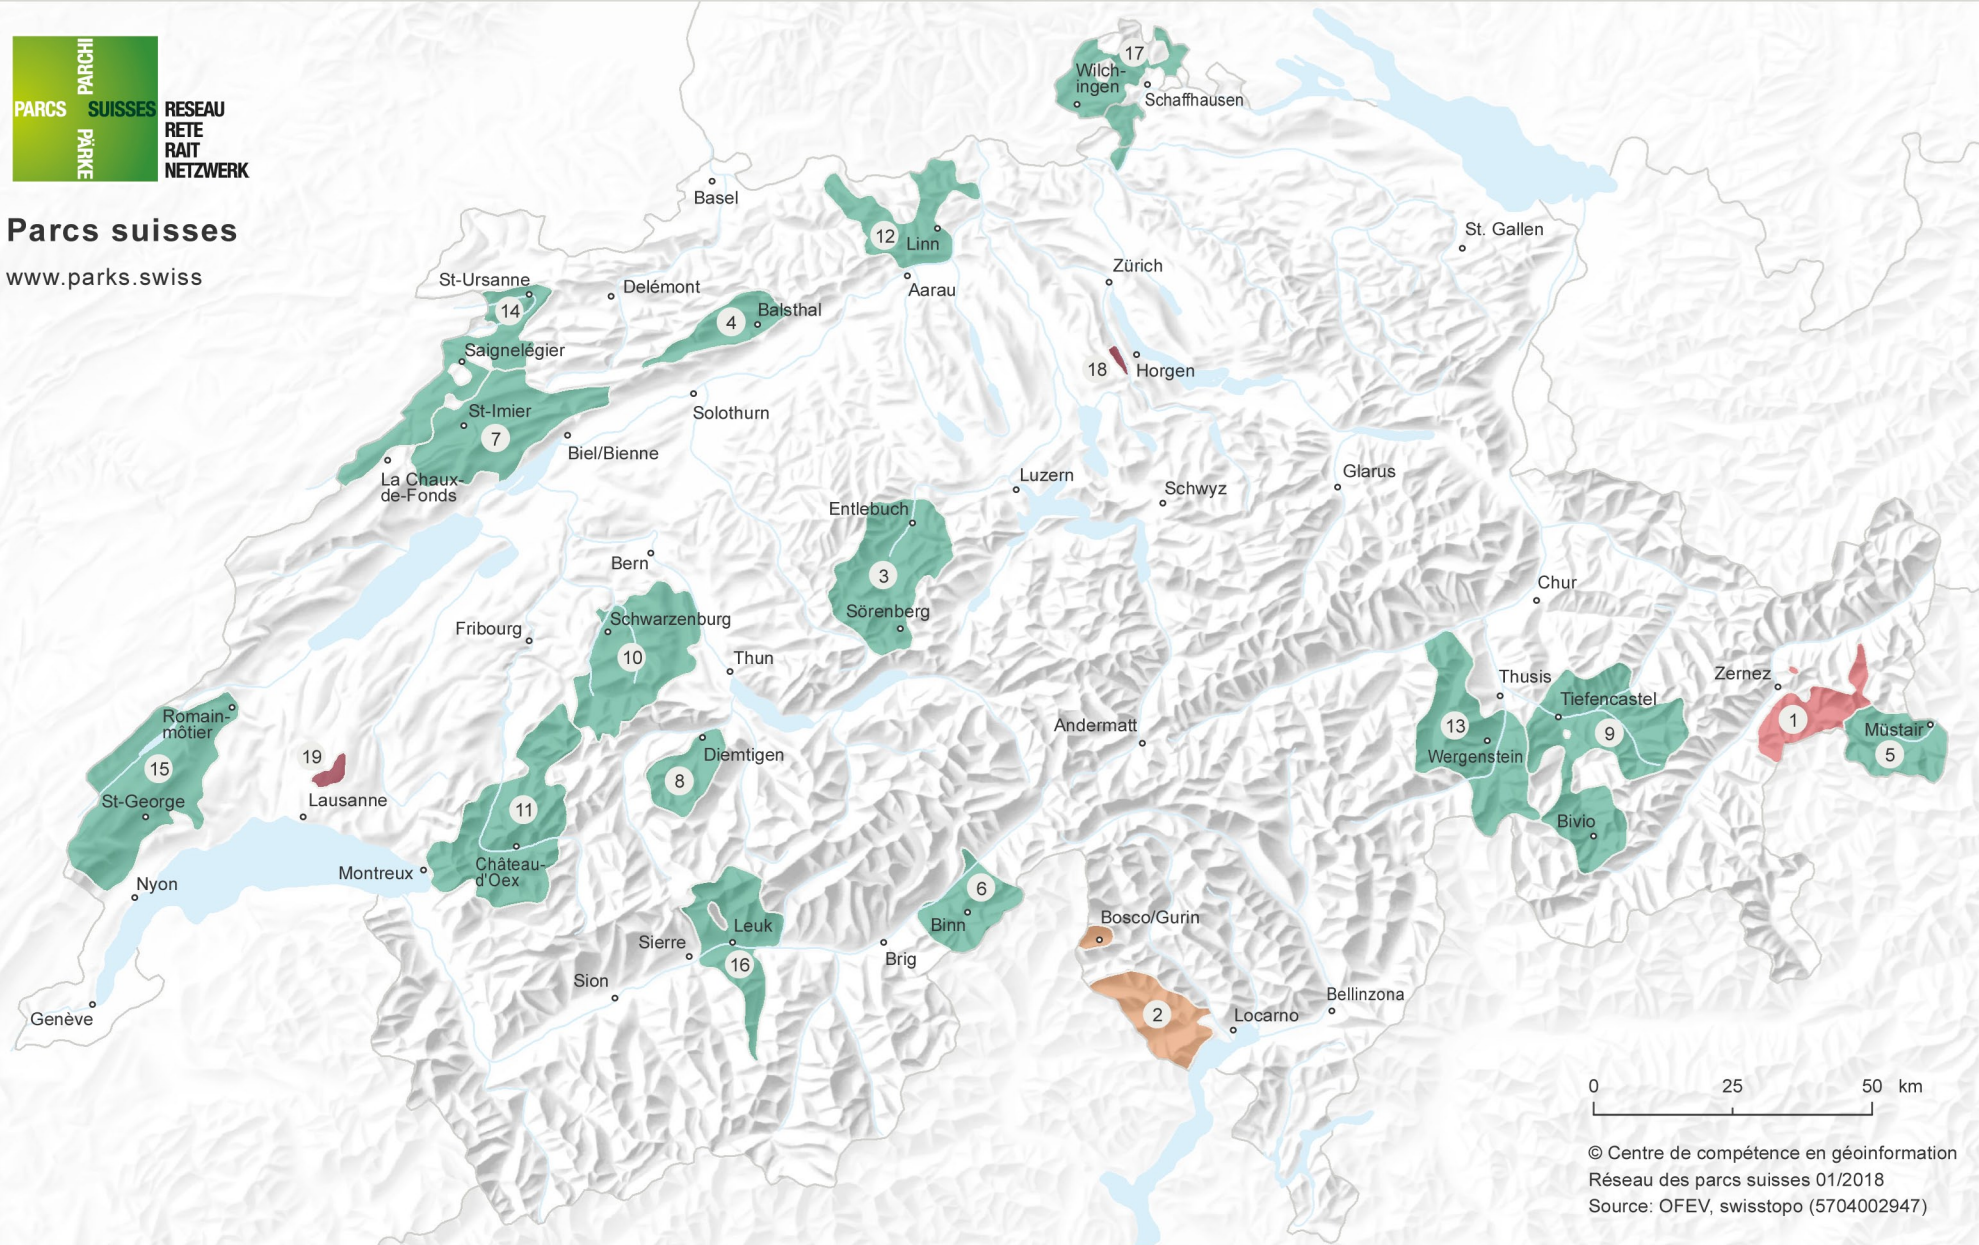 PARCHI
PARCS SUISSES
PÄRKE
RESEAU
RETE
RAIT
NETZWERK
Parcs suisses
www.parks.swiss
17
Wilch-
ingen
Schaffhausen
Basel
12
Linn
St. Gallen
Zürich
St-Ursanne
Delémont
Aarau
14
4
Balsthal
Saignelégier
18
Horgen
St-Imier
Solothurn
7
Biel/Bienne
La Chaux-
de-Fonds
Luzern
Schwyz
Glarus
Entlebuch
Bern
3
Chur
Sörenberg
Schwarzenburg
Fribourg
10
Thun
Zernez
Thusis
Tiefencastel
Romain-
môtier
1
Andermatt
13
9
Müstair
5
Wergenstein
19
15
Diemtigen
8
St-George
Lausanne
11
Bivio
Château-
d'Oex
Montreux
Nyon
6
Binn
Bosco/Gurin
Leuk
Sierre
Brig
16
Sion
Bellinzona
2
Locarno
Genève
0 25 50 km
© Centre de compétence en géoinformation
Réseau des parcs suisses 01/2018
Source: OFEV, swisstopo (5704002947)